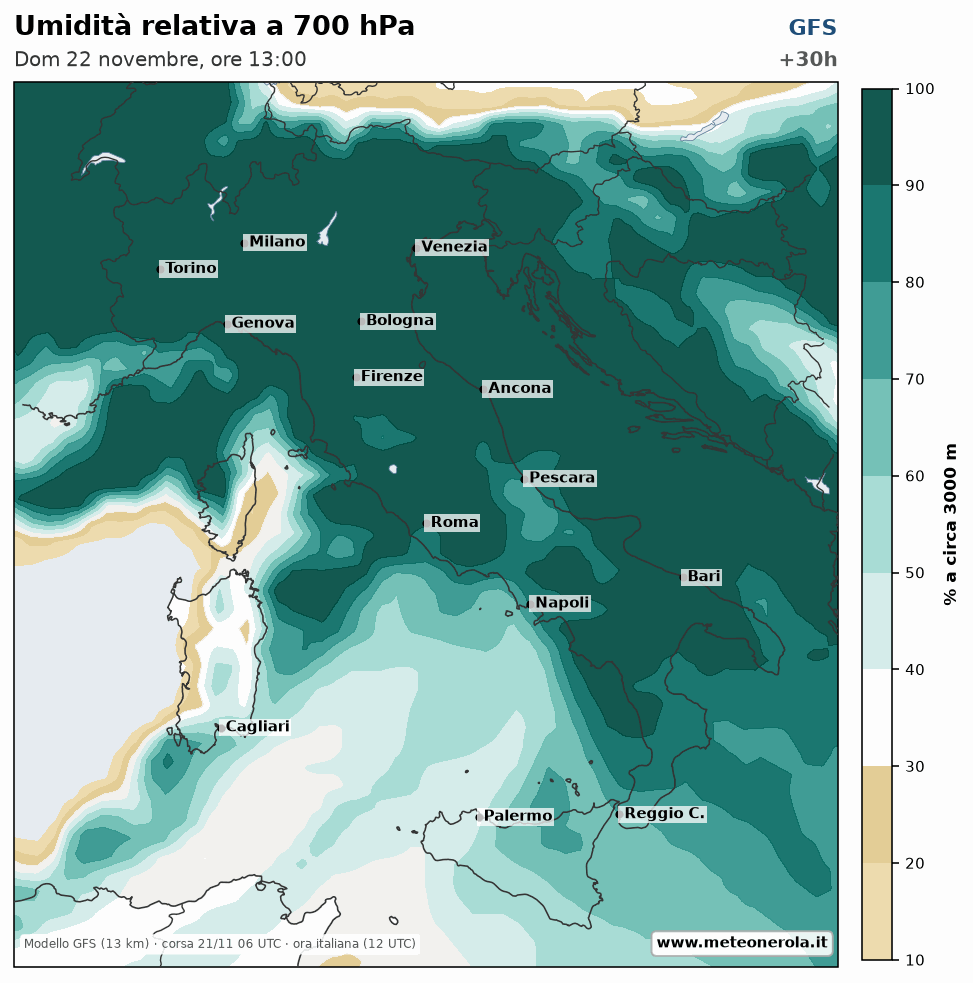 Umidità relativa a 700 hPa
GFS
Dom 22 novembre, ore 13:00
+30h
Milano
Venezia
Torino
Genova
Bologna
Firenze
Ancona
Pescara
Roma
Bari
Napoli
Cagliari
Palermo
Reggio C.
100
90
80
70
60
50
40
30
20
10
% a circa 3000 m
Modello GFS (13 km) · corsa 21/11 06 UTC · ora italiana (12 UTC)
www.meteonerola.it